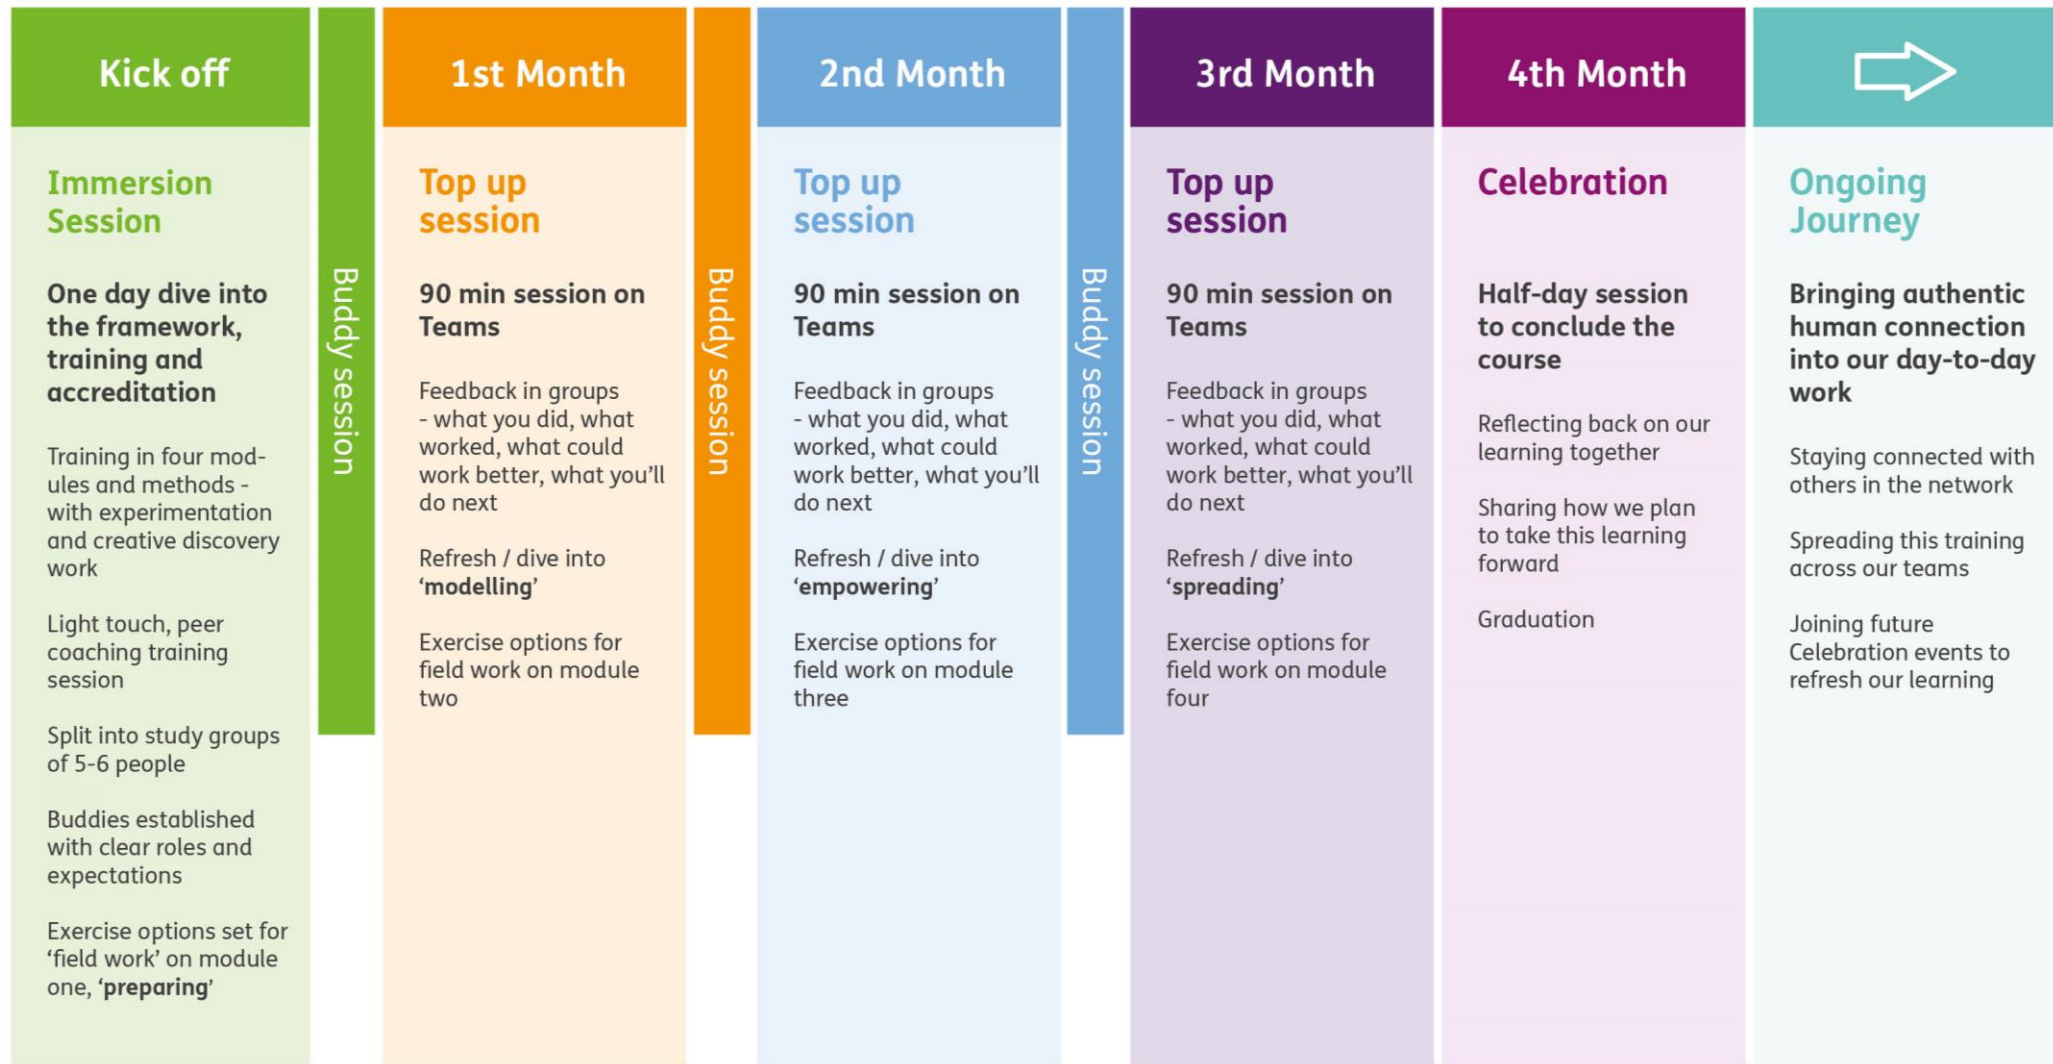 Kick off
Immersion
Session
One day dive into
the framework,
training and
accreditation
Training in four mod-
ules and methods -
with experimentation
and creative discovery
work
Light touch, peer
coaching training
session
Split into study groups
of 5-6 people
Buddies established
with clear roles and
expectations
Exercise options set for
‘field work’ on module
one, ‘preparing’
Buddy session
1st Month
Top up
session
90 min session on
Teams
Feedback in groups
- what you did, what
worked, what could
work better, what you’ll
do next
Refresh / dive into
‘modelling’
Exercise options for
field work on module
two
Buddy session
2nd Month
Top up
session
90 min session on
Teams
Feedback in groups
- what you did, what
worked, what could
work better, what you’ll
do next
Refresh / dive into
‘empowering’
Exercise options for
field work on module
three
Buddy session
3rd Month
Top up
session
90 min session on
Teams
Feedback in groups
- what you did, what
worked, what could
work better, what you’ll
do next
Refresh / dive into
‘spreading’
Exercise options for
field work on module
four
4th Month
Celebration
Half-day session
to conclude the
course
Reflecting back on our
learning together
Sharing how we plan
to take this learning
forward
Graduation
Ongoing
Journey
Bringing authentic
human connection
into our day-to-day
work
Staying connected with
others in the network
Spreading this training
across our teams
Joining future
Celebration events to
refresh our learning